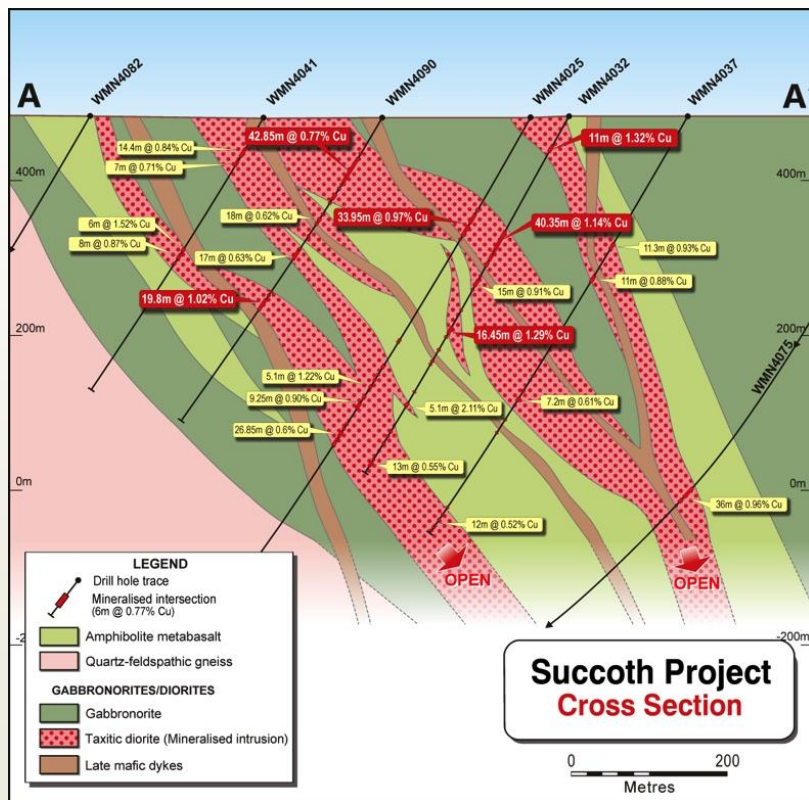 A
WMN4082
WMN4041
WMN4090
WMN4025
WMN4032
WMN4037
A'
42.85m @ 0.77% Cu
11m @ 1.32% Cu
14.4m @ 0.84% Cu
7m @ 0.71% Cu
400m
400m
6m @ 1.52% Cu
18m @ 0.62% Cu
33.95m @ 0.97% Cu
40.35m @ 1.14% Cu
8m @ 0.87% Cu
17m @ 0.63% Cu
11.3m @ 0.93% Cu
11m @ 0.88% Cu
19.8m @ 1.02% Cu
15m @ 0.91% Cu
200m
200m
16.45m @ 1.29% Cu
WMN4075
5.1m @ 1.22% Cu
9.25m @ 0.90% Cu
5.1m @ 2.11% Cu
7.2m @ 0.61% Cu
26.85m @ 0.6% Cu
13m @ 0.55% Cu
0m
0m
36m @ 0.96% Cu
12m @ 0.52% Cu
OPEN
OPEN
LEGEND
Drill hole trace
Mineralised intersection
(6m @ 0.77% Cu)
Amphibolite metabasalt
Quartz-feldspathic gneiss
GABBRONORITES/DIORITES
Gabbronorite
Taxitic diorite (Mineralised intrusion)
Late mafic dykes
-200m
Succoth Project
Cross Section
0 200
Metres